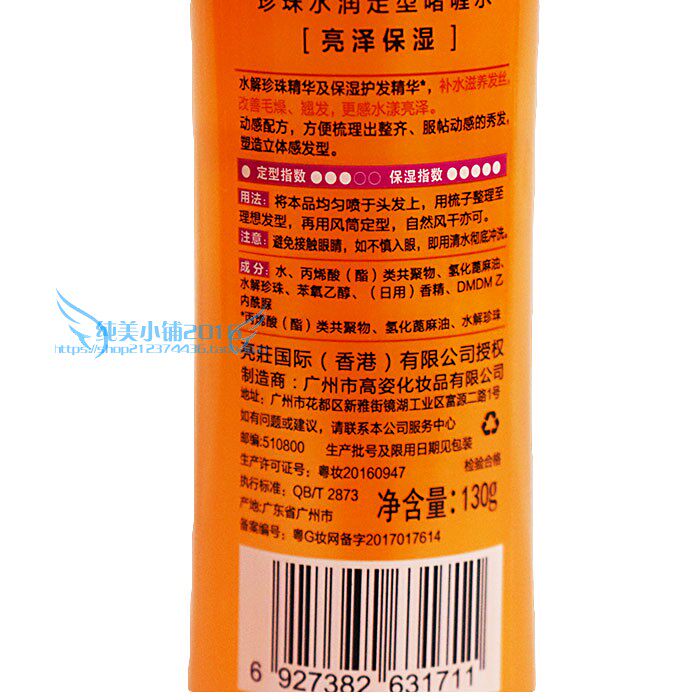 珍珠水润定型啫喱水
[ 亮泽保湿 ]
水解珍珠精华及保湿护发精华*，补水滋养发丝，
改善毛燥、翘发，更感水漾亮泽。
动感配方，方便梳理出整齐、服帖动感的秀发，
塑造立体感发型。
● 定型指数 ●●●○○ 保湿指数 ●●●●●
用法： 将本品均匀喷于头发上，用梳子整理至
理想发型，再用风筒定型，自然风干亦可。
注意： 避免接触眼睛，如不慎入眼，即用清水彻底冲洗。
成分： 水、丙烯酸（酯）类共聚物、氢化蓖麻油、
水解珍珠、苯氧乙醇、（日用）香精、DMDM 乙
内酰脲
*丙烯酸（酯）类共聚物、氢化蓖麻油、水解珍珠
纯美小铺2016
https://shop212374436.taobao
亮庄国际（香港）有限公司授权
制造商：广州市高姿化妆品有限公司
地址：广州市花都区新雅街镜湖工业区富源二路1号
如有问题或建议，请联系本公司服务中心
邮编:510800 生产批号及限用日期见包装
生产许可证号：粤妆20160947 检验合格
执行标准：QB/T 2873
净含量:130g
产地:广东省广州市
备案编号：粤G妆网备字2017017614
6 927382 631711